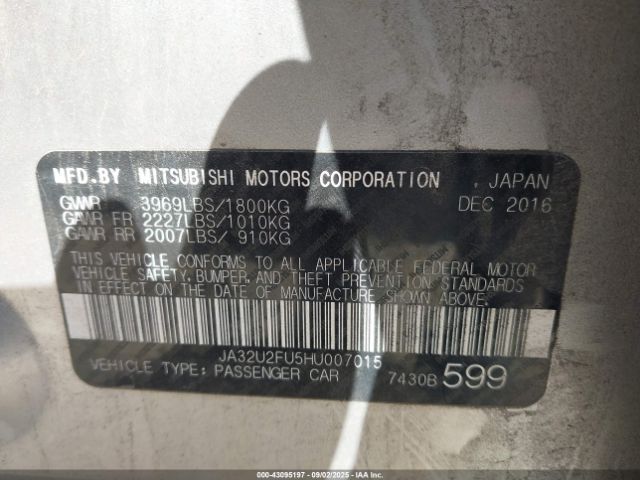 MFD.BY MITSUBISHI MOTORS CORPORATION , JAPAN
GVWR 3969LBS/1800KG DEC 2016
GAWR FR 2227LBS/1010KG
GAWR RR 2007LBS/ 910KG
THIS VEHICLE CONFORMS TO ALL APPLICABLE FEDERAL MOTOR
VEHICLE SAFETY, BUMPER, AND THEFT PREVENTION STANDARDS
IN EFFECT ON THE DATE OF MANUFACTURE SHOWN ABOVE.
JA32U2FU5HU007015
VEHICLE TYPE: PASSENGER CAR 7430B 599
000-43095197 - 09/02/2025 - IAAI.COM